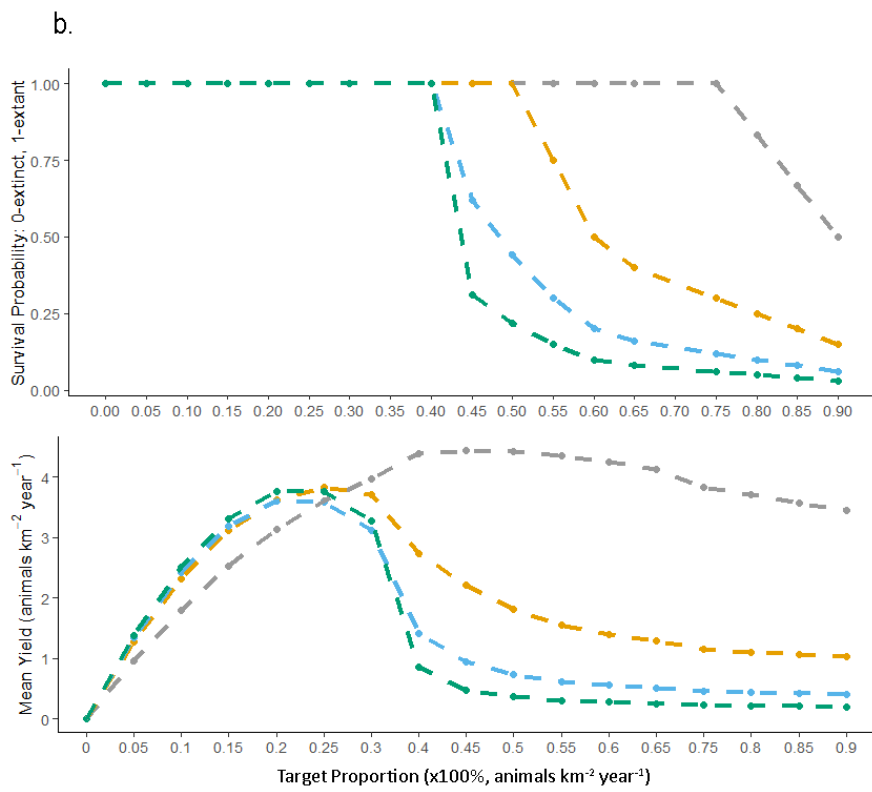 b.
Survival Probability: 0-extinct, 1-extant
1.00
0.75
0.50
0.25
0.00
0.00 0.05 0.10 0.15 0.20 0.25 0.30 0.35 0.40 0.45 0.50 0.55 0.60 0.65 0.70 0.75 0.80 0.85 0.90
Mean Yield (animals km⁻² year⁻¹)
4
3
2
1
0
0 0.05 0.1 0.15 0.2 0.25 0.3 0.4 0.45 0.5 0.55 0.6 0.65 0.75 0.8 0.85 0.9
Target Proportion (x100%, animals km⁻² year⁻¹)